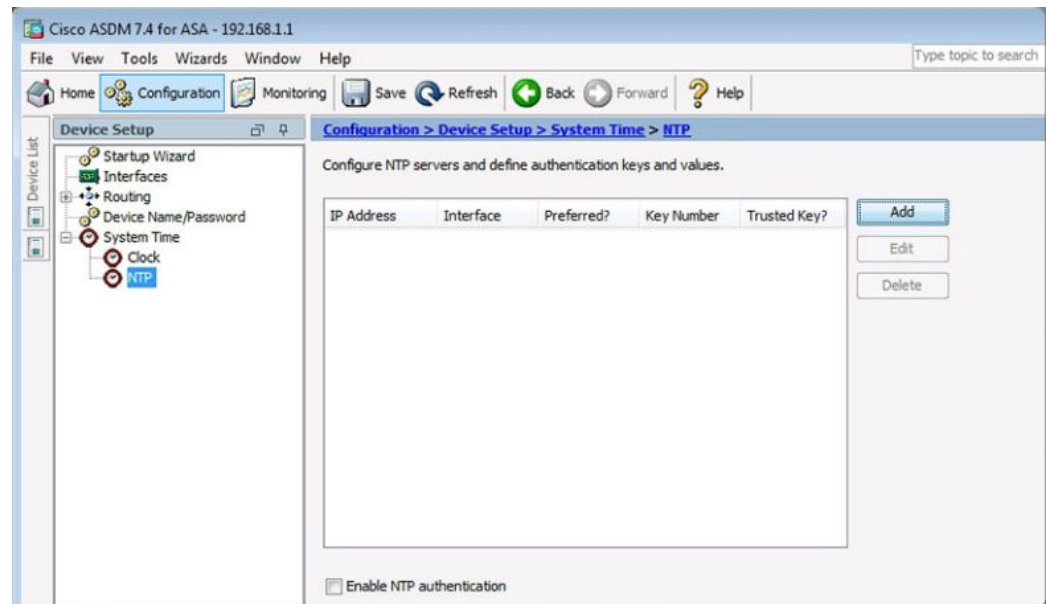 Cisco ASDM 7.4 for ASA - 192.168.1.1
File View Tools Wizards Window Help
Type topic to search
Home Configuration Monitoring Save Refresh Back Forward Help
Device List
Device Setup
Startup Wizard
Interfaces
Routing
Device Name/Password
System Time
Clock
NTP
Configuration > Device Setup > System Time > NTP
Configure NTP servers and define authentication keys and values.
IP Address Interface Preferred? Key Number Trusted Key?
Add
Edit
Delete
Enable NTP authentication